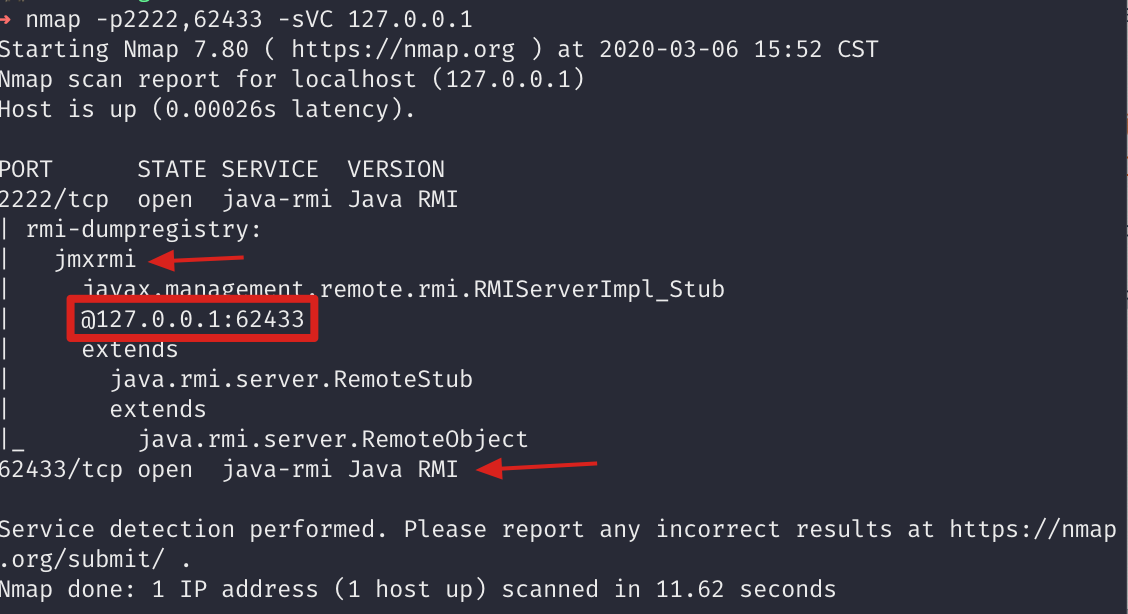 → nmap -p2222,62433 -sVC 127.0.0.1
Starting Nmap 7.80 ( https://nmap.org ) at 2020-03-06 15:52 CST
Nmap scan report for localhost (127.0.0.1)
Host is up (0.00026s latency).
PORT      STATE SERVICE  VERSION
2222/tcp  open  java-rmi Java RMI
| rmi-dumpregistry:
|   jmxrmi
|     javax.management.remote.rmi.RMIServerImpl_Stub
|     @127.0.0.1:62433
|     extends
|       java.rmi.server.RemoteStub
|       extends
|_        java.rmi.server.RemoteObject
62433/tcp open  java-rmi Java RMI
Service detection performed. Please report any incorrect results at https://nmap
.org/submit/ .
Nmap done: 1 IP address (1 host up) scanned in 11.62 seconds